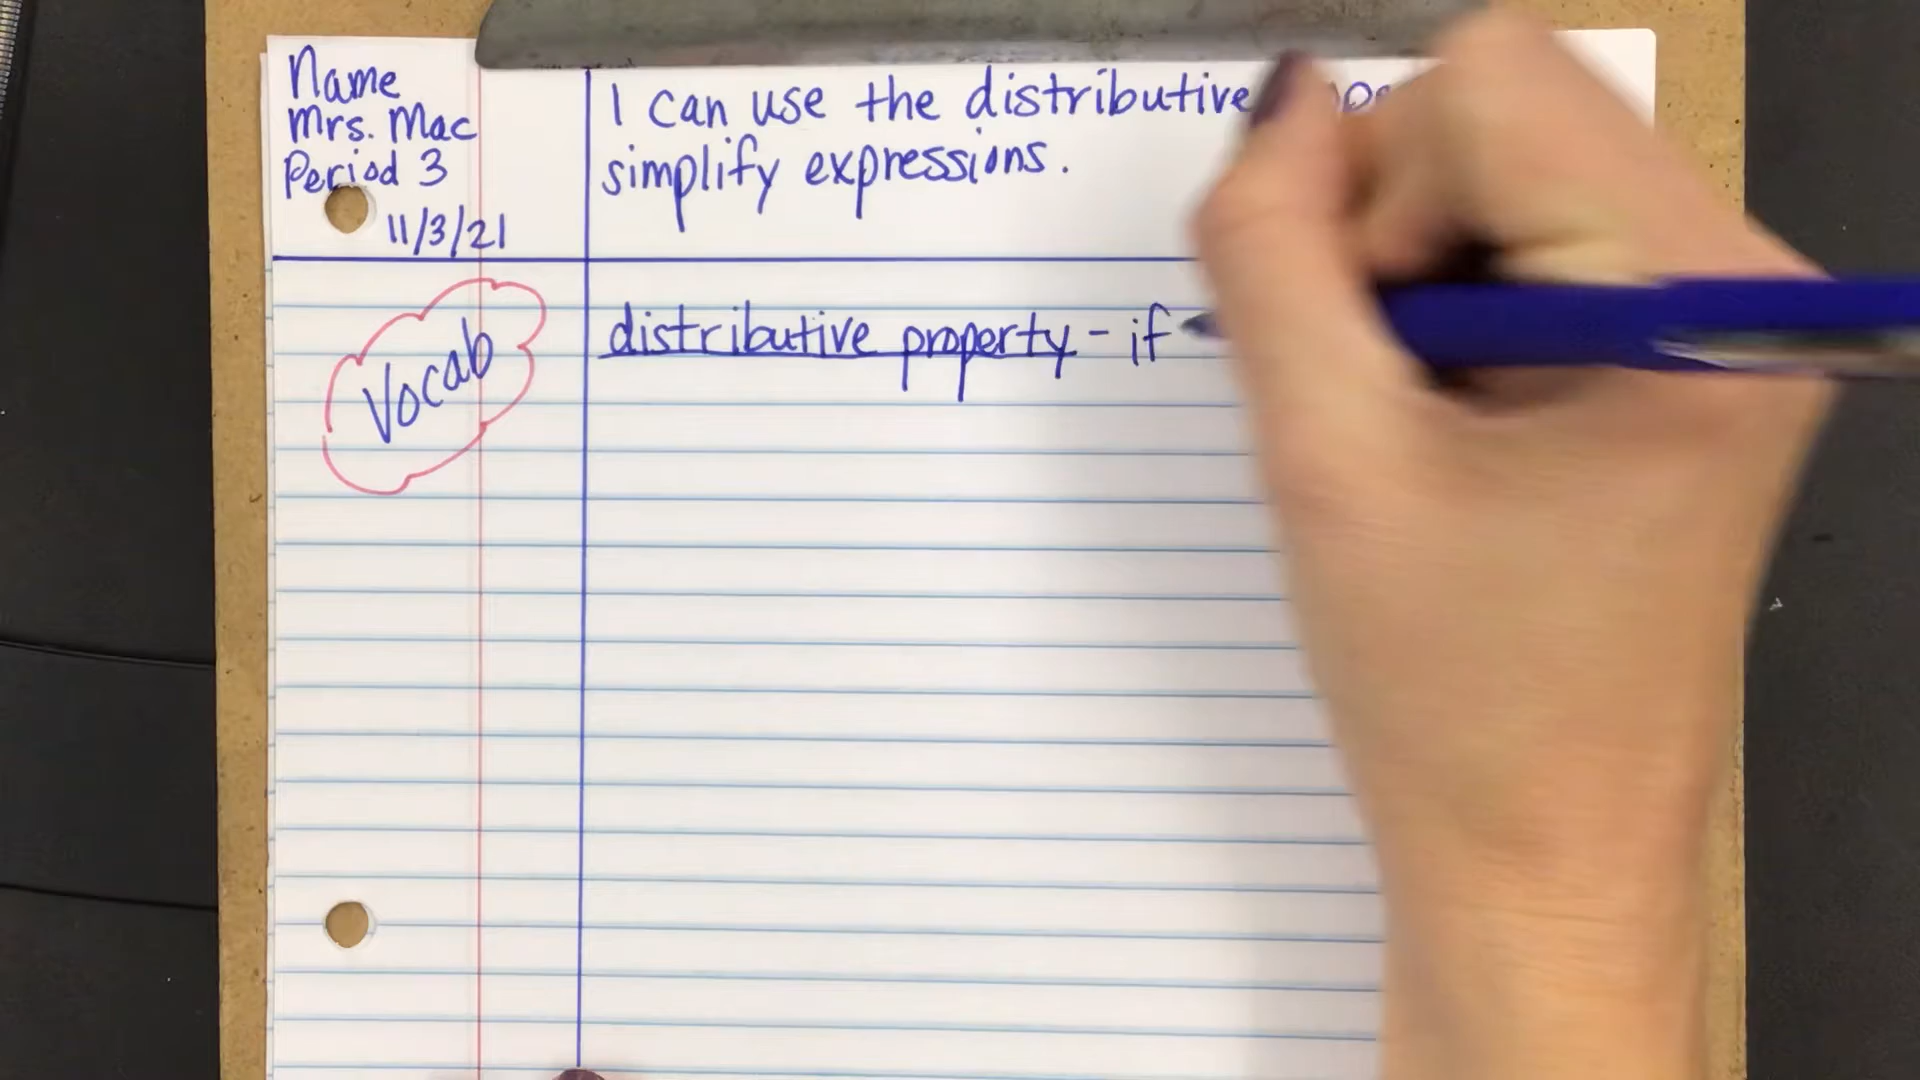 Name
Mrs. Mac
Period 3
11/3/21
I can use the distributive
simplify expressions.
Vocab
distributive property - if